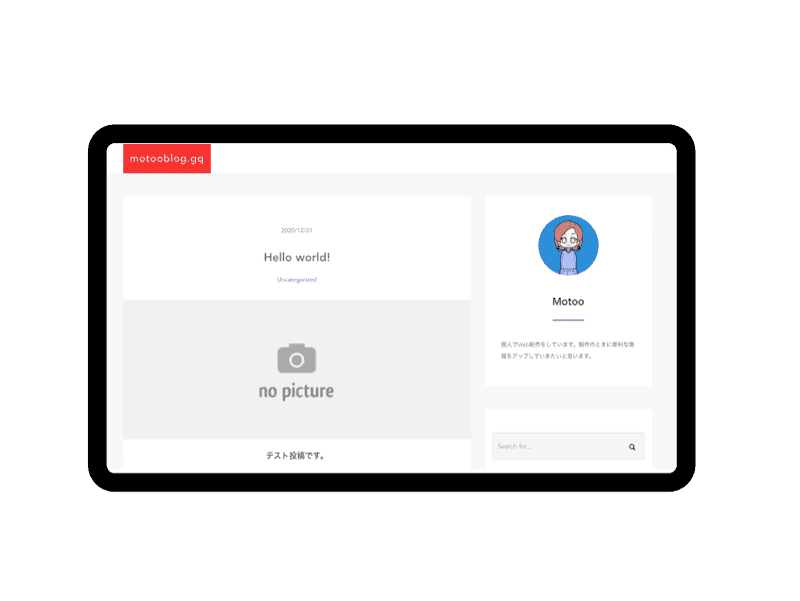 motooblog.gq
2020/12/21
Hello world!
Uncategorized
no picture
テスト投稿です。
Motoo
個人でWeb制作をしています。制作のときに便利な情
報をアップしていきたいと思います。
Search for...